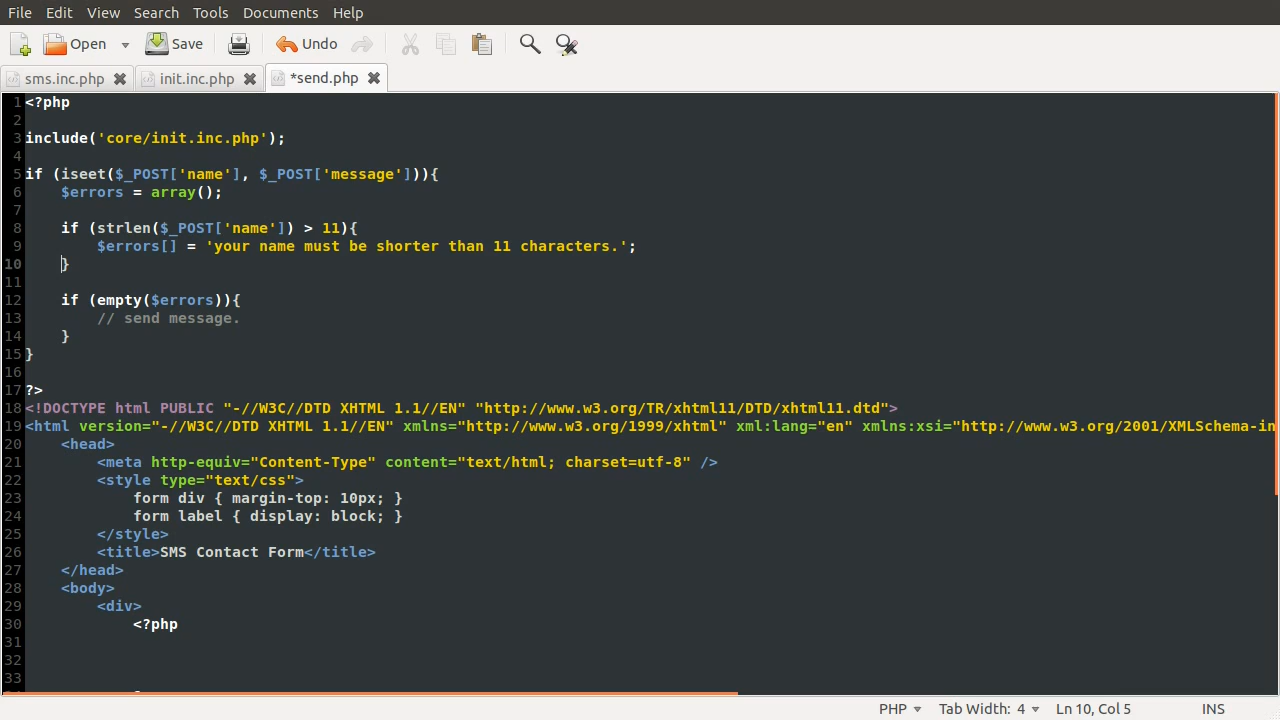 File Edit View Search Tools Documents Help
Open Save Undo
sms.inc.php init.inc.php *send.php
1 <?php
2
3 include('core/init.inc.php');
4
5 if (iseet($_POST['name'], $_POST['message'])){
6 $errors = array();
7
8 if (strlen($_POST['name']) > 11){
9 $errors[] = 'your name must be shorter than 11 characters.';
10 }
11
12 if (empty($errors)){
13 // send message.
14 }
15 }
16
17 ?>
18 <!DOCTYPE html PUBLIC "-//W3C//DTD XHTML 1.1//EN" "http://www.w3.org/TR/xhtml11/DTD/xhtml11.dtd">
19 <html version="-//W3C//DTD XHTML 1.1//EN" xmlns="http://www.w3.org/1999/xhtml" xml:lang="en" xmlns:xsi="http://www.w3.org/2001/XMLSchema-in
20 <head>
21 <meta http-equiv="Content-Type" content="text/html; charset=utf-8" />
22 <style type="text/css">
23 form div { margin-top: 10px; }
24 form label { display: block; }
25 </style>
26 <title>SMS Contact Form</title>
27 </head>
28 <body>
29 <div>
30 <?php
31
32
33
PHP Tab Width: 4 Ln 10, Col 5 INS